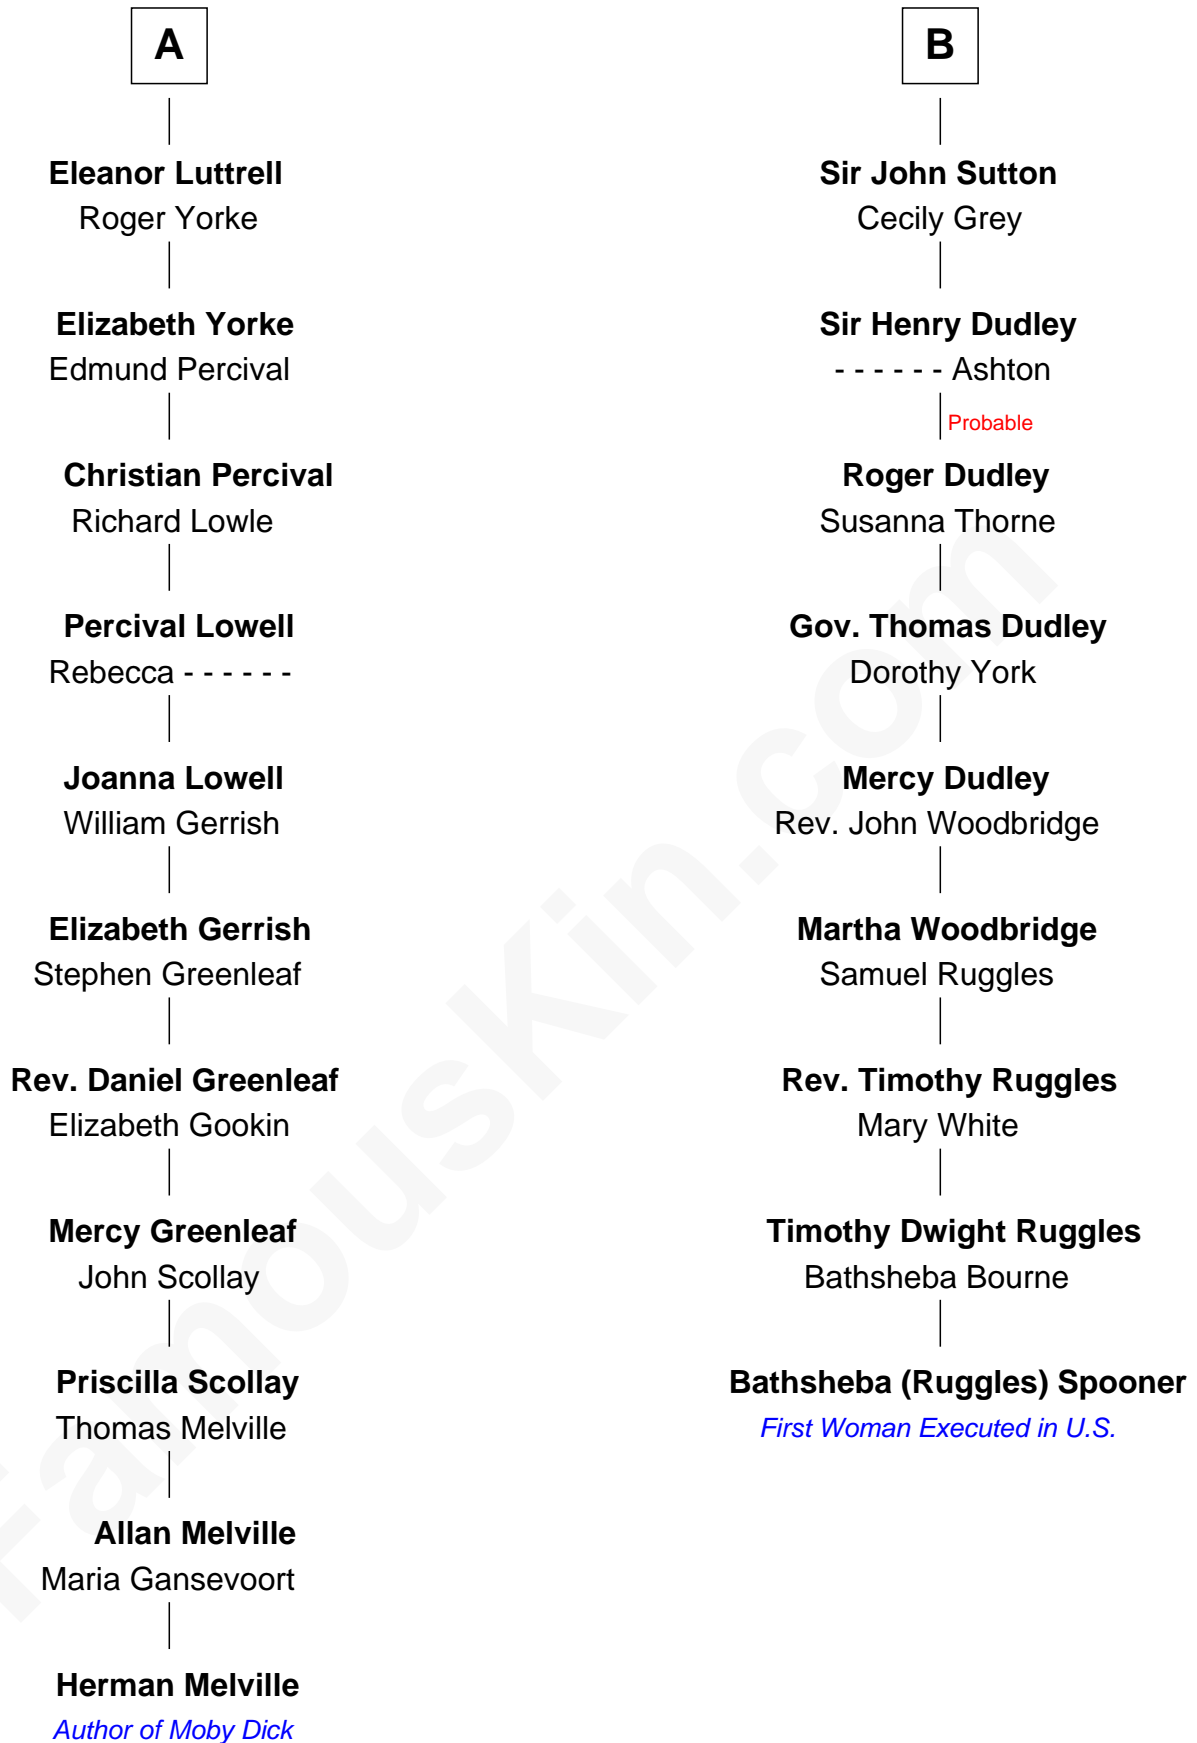 A
Eleanor Luttrell
Roger Yorke
Elizabeth Yorke
Edmund Percival
Christian Percival
Richard Lowle
Percival Lowell
Rebecca - - - - - -
Joanna Lowell
William Gerrish
Elizabeth Gerrish
Stephen Greenleaf
Rev. Daniel Greenleaf
Elizabeth Gookin
Mercy Greenleaf
John Scollay
Priscilla Scollay
Thomas Melville
Allan Melville
Maria Gansevoort
Herman Melville
Author of Moby Dick
B
Sir John Sutton
Cecily Grey
Sir Henry Dudley
- - - - - - Ashton
Probable
Roger Dudley
Susanna Thorne
Gov. Thomas Dudley
Dorothy York
Mercy Dudley
Rev. John Woodbridge
Martha Woodbridge
Samuel Ruggles
Rev. Timothy Ruggles
Mary White
Timothy Dwight Ruggles
Bathsheba Bourne
Bathsheba (Ruggles) Spooner
First Woman Executed in U.S.
FamousKin.com